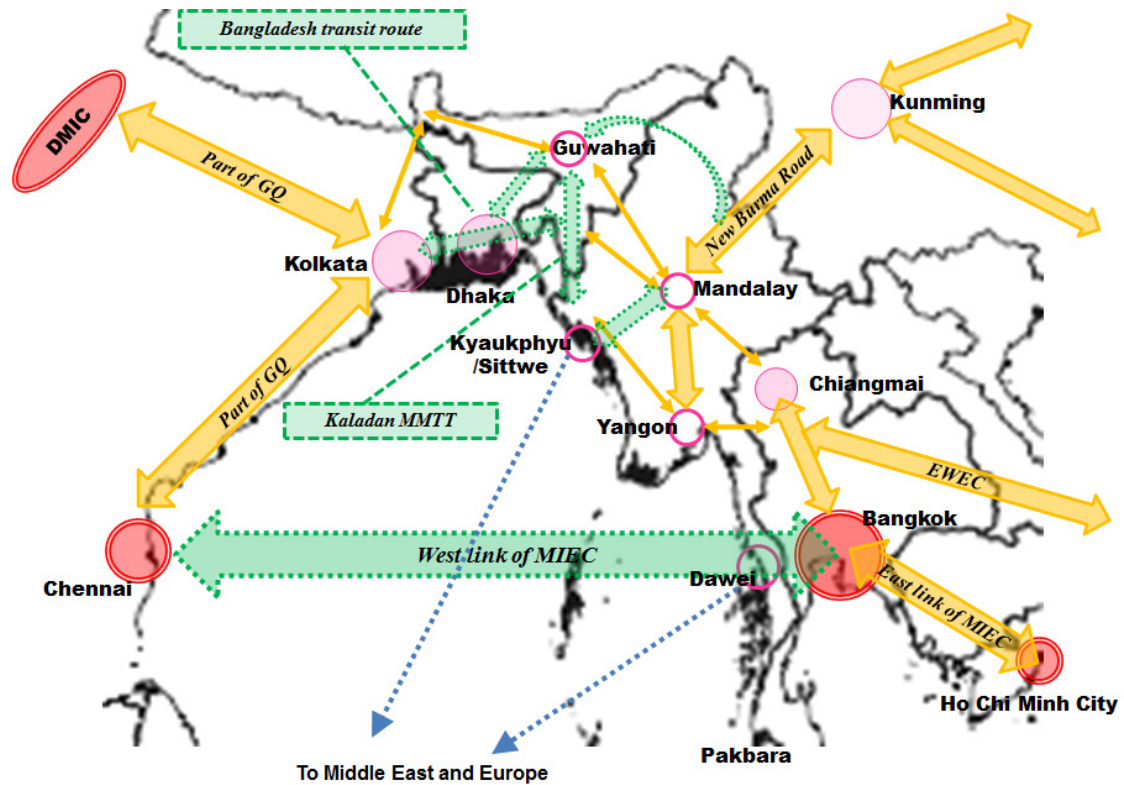 Bangladesh transit route
DMIC
Kunming
Part of GQ
Guwahati
New Burma Road
Kolkata
Dhaka
Mandalay
Kyaukphyu
/Sittwe
Chiangmai
Part of GQ
Kaladan MMTT
Yangon
EWEC
Bangkok
West link of MIEC
Chennai
Dawei
East link of MIEC
Ho Chi Minh City
Pakbara
To Middle East and Europe